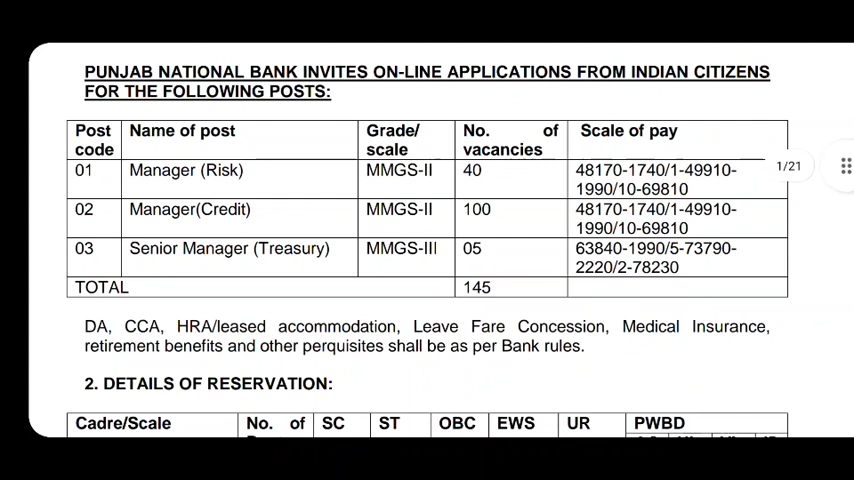 PUNJAB NATIONAL BANK INVITES ON-LINE APPLICATIONS FROM INDIAN CITIZENS
FOR THE FOLLOWING POSTS:
Post code Name of post Grade/ scale No. of vacancies Scale of pay
01 Manager (Risk) MMGS-II 40 48170-1740/1-49910-
1990/10-69810
02 Manager(Credit) MMGS-II 100 48170-1740/1-49910-
1990/10-69810
03 Senior Manager (Treasury) MMGS-III 05 63840-1990/5-73790-
2220/2-78230
TOTAL 145
1/21
DA, CCA, HRA/leased accommodation, Leave Fare Concession, Medical Insurance,
retirement benefits and other perquisites shall be as per Bank rules.
2. DETAILS OF RESERVATION:
Cadre/Scale No. of SC ST OBC EWS UR PWBD